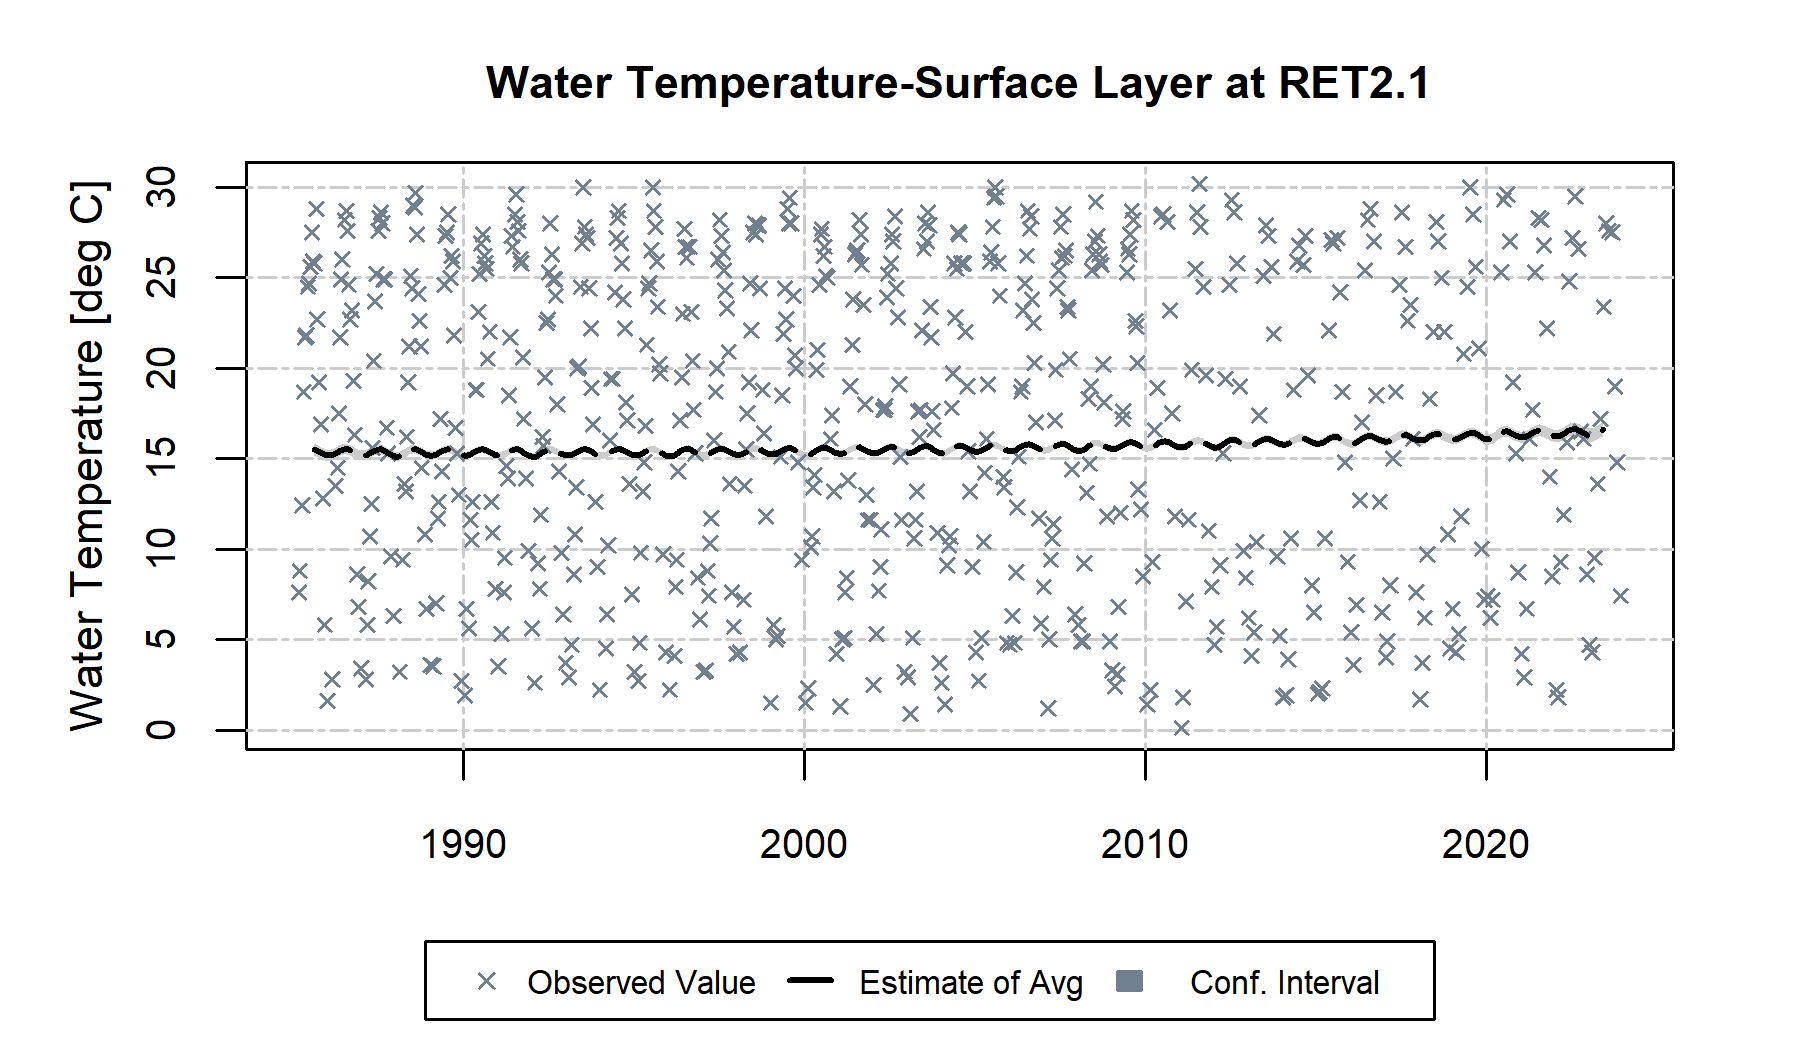 Water Temperature-Surface Layer at RET2.1
Water Temperature [deg C]
30
25
20
15
10
5
0
1990 2000 2010 2020
Observed Value Estimate of Avg Conf. Interval